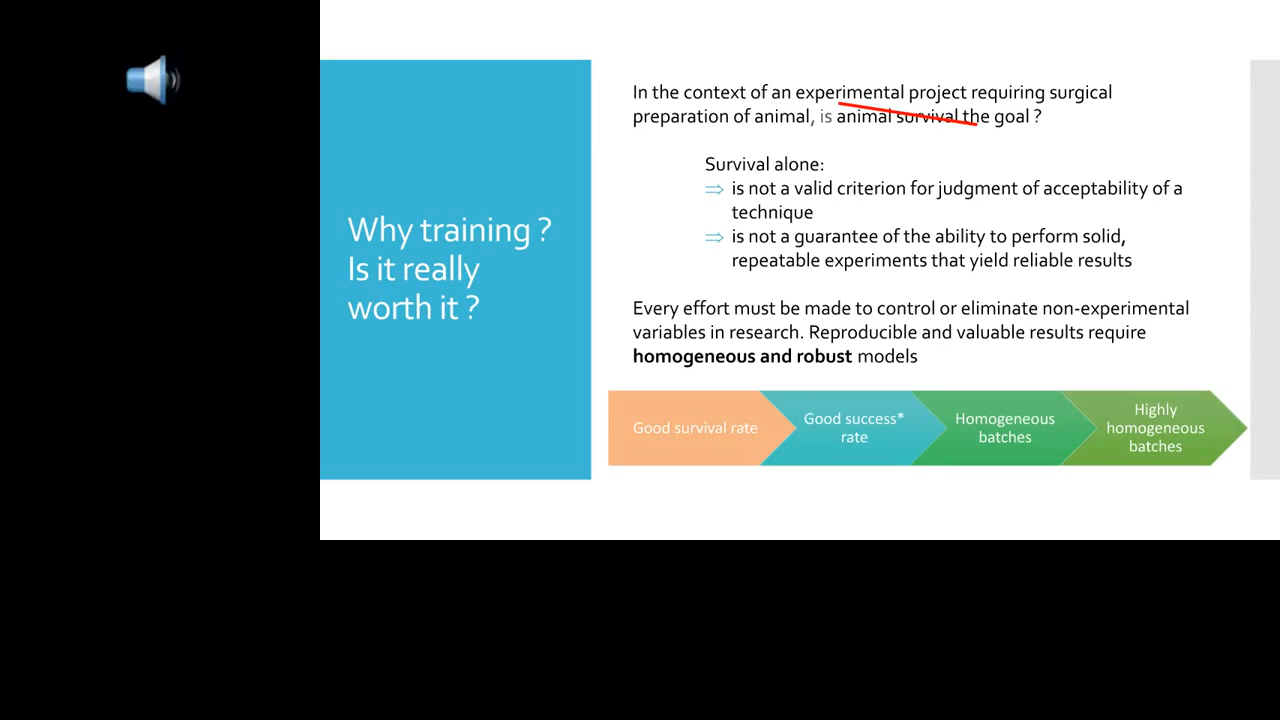 Why training ?
Is it really
worth it ?
In the context of an experimental project requiring surgical
preparation of animal, is animal survival the goal ?
Survival alone:
⇒ is not a valid criterion for judgment of acceptability of a
technique
⇒ is not a guarantee of the ability to perform solid,
repeatable experiments that yield reliable results
Every effort must be made to control or eliminate non-experimental
variables in research. Reproducible and valuable results require
homogeneous and robust models
Good survival rate
Good success*
rate
Homogeneous
batches
Highly
homogeneous
batches